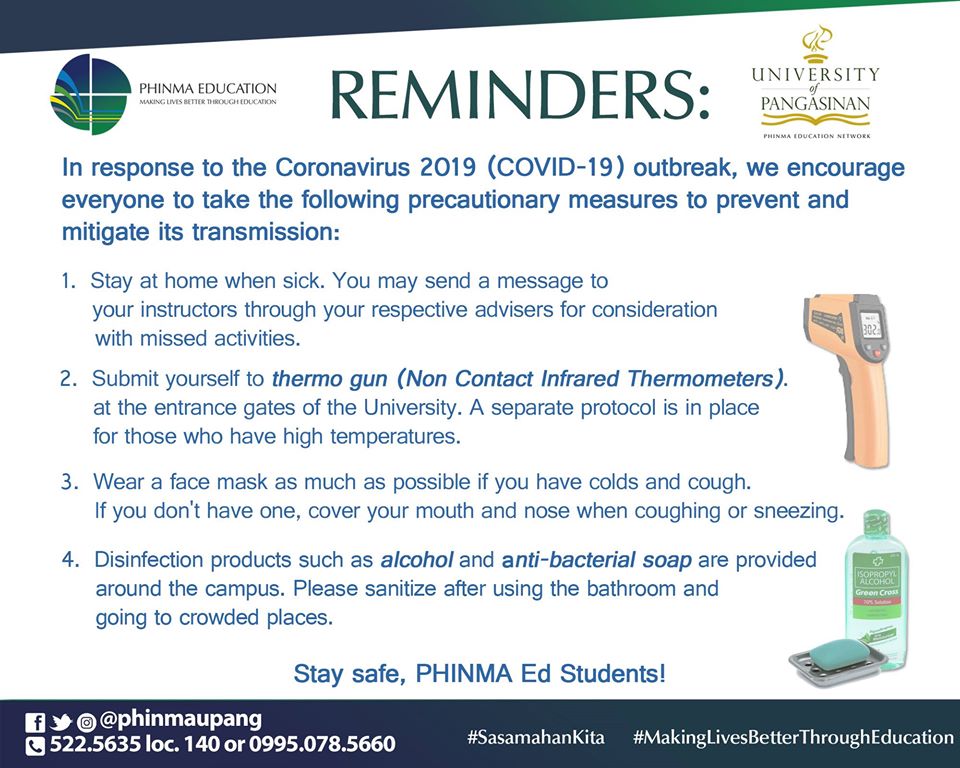 PHINMA EDUCATION
MAKING LIVES BETTER THROUGH EDUCATION
REMINDERS:
UNIVERSITY
of
PANGASINAN
PHINMA EDUCATION NETWORK
In response to the Coronavirus 2019 (COVID-19) outbreak, we encourage
everyone to take the following precautionary measures to prevent and
mitigate its transmission:
1. Stay at home when sick. You may send a message to
your instructors through your respective advisers for consideration
with missed activities.
2. Submit yourself to thermo gun (Non Contact Infrared Thermometers).
at the entrance gates of the University. A separate protocol is in place
for those who have high temperatures.
3. Wear a face mask as much as possible if you have colds and cough.
If you don't have one, cover your mouth and nose when coughing or sneezing.
4. Disinfection products such as alcohol and anti-bacterial soap are provided
around the campus. Please sanitize after using the bathroom and
going to crowded places.
302
ISOPROPYL
ALCOHOL
Green Cross
70% Solution
Stay safe, PHINMA Ed Students!
@phinmaupang
522.5635 loc. 140 or 0995.078.5660
#SasamahanKita #MakingLivesBetterThroughEducation